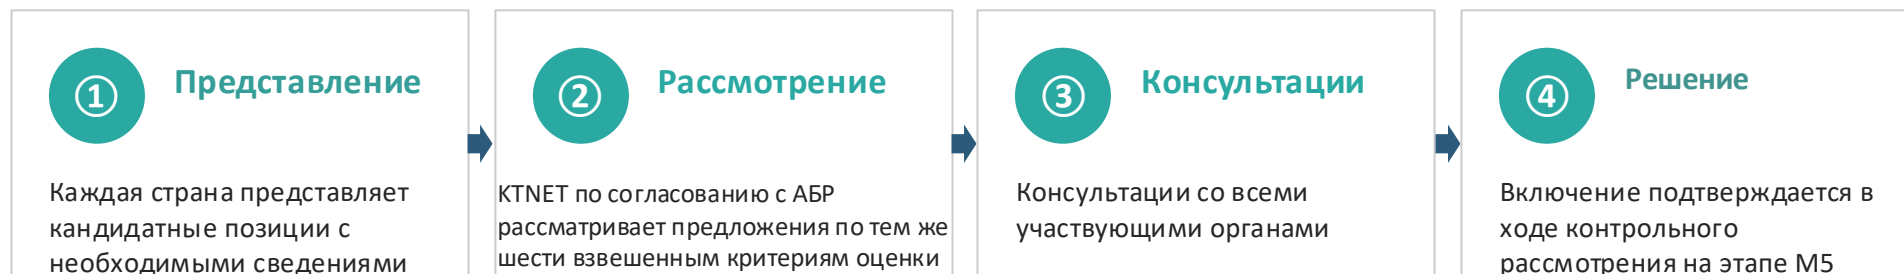 ① Представление
Каждая страна представляет
кандидатные позиции с
необходимыми сведениями
② Рассмотрение
KTNET по согласованию с АБР
рассматривает предложения по тем же
шести взвешенным критериям оценки
③ Консультации
Консультации со всеми
участвующими органами
④ Решение
Включение подтверждается в
ходе контрольного
рассмотрения на этапе М5